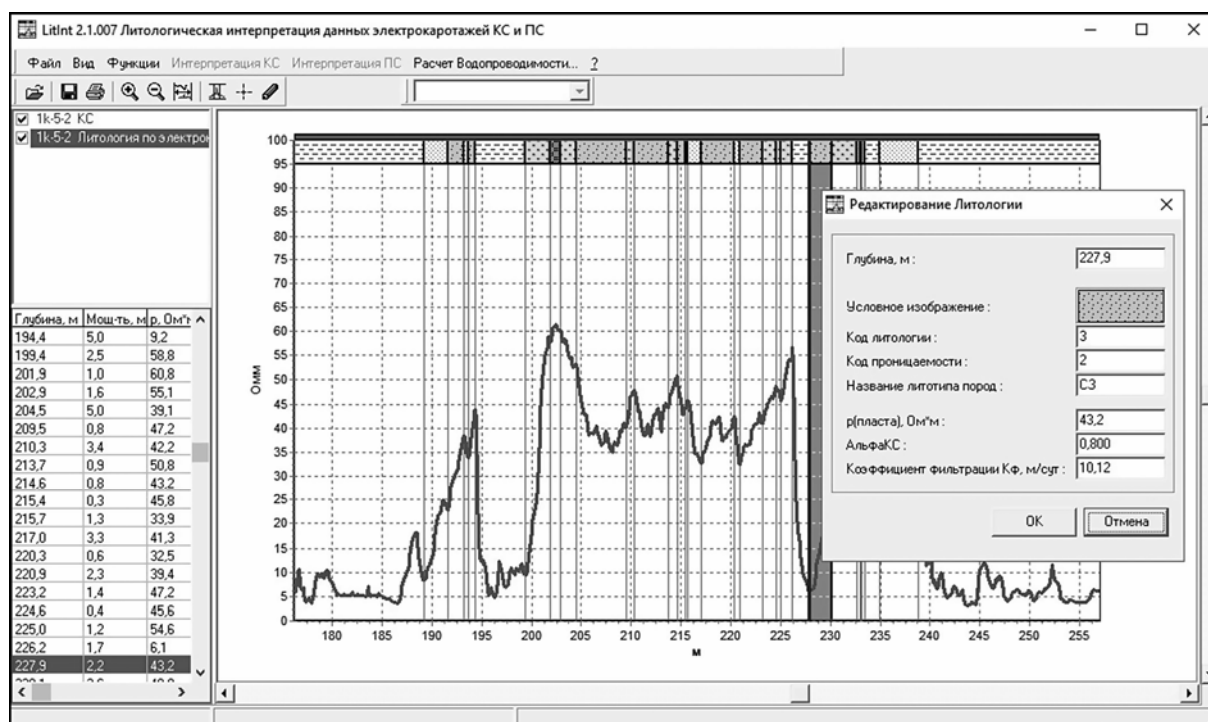 LitInt 2.1.007 Литологическая интерпретация данных электрокаротажей КС и ПС
Файл Вид Функции Интерпретация КС Интерпретация ПС Расчет Водопроводимости... ?
1k-5-2 КС
1k-5-2 Литология по электро
Глубина, м Мощ-ть, м р, Ом*м
194,4 5,0 9,2
199,4 2,5 58,8
201,9 1,0 60,8
202,9 1,6 55,1
204,5 5,0 39,1
209,5 0,8 47,2
210,3 3,4 42,2
213,7 0,9 50,8
214,6 0,8 43,2
215,4 0,3 45,8
215,7 1,3 33,9
217,0 3,3 41,3
220,3 0,6 32,5
220,9 2,3 39,4
223,2 1,4 47,2
224,6 0,4 45,6
225,0 1,2 54,6
226,2 1,7 6,1
227,9 2,2 43,2
100
95
90
85
80
75
70
65
60
55
50
45
40
35
30
25
20
15
10
5
0
Омм
180 185 190 195 200 205 210 215 220 225 230 235 240 245 250 255
м
Редактирование Литологии
Глубина, м : 227,9
Условное изображение :
Код литологии : 3
Код проницаемости : 2
Название литотипа пород : С3
р(пласта), Ом*м : 43,2
АльфаКС : 0,800
Коэффициент фильтрации Кф, м/сут : 10,12
ОК Отмена